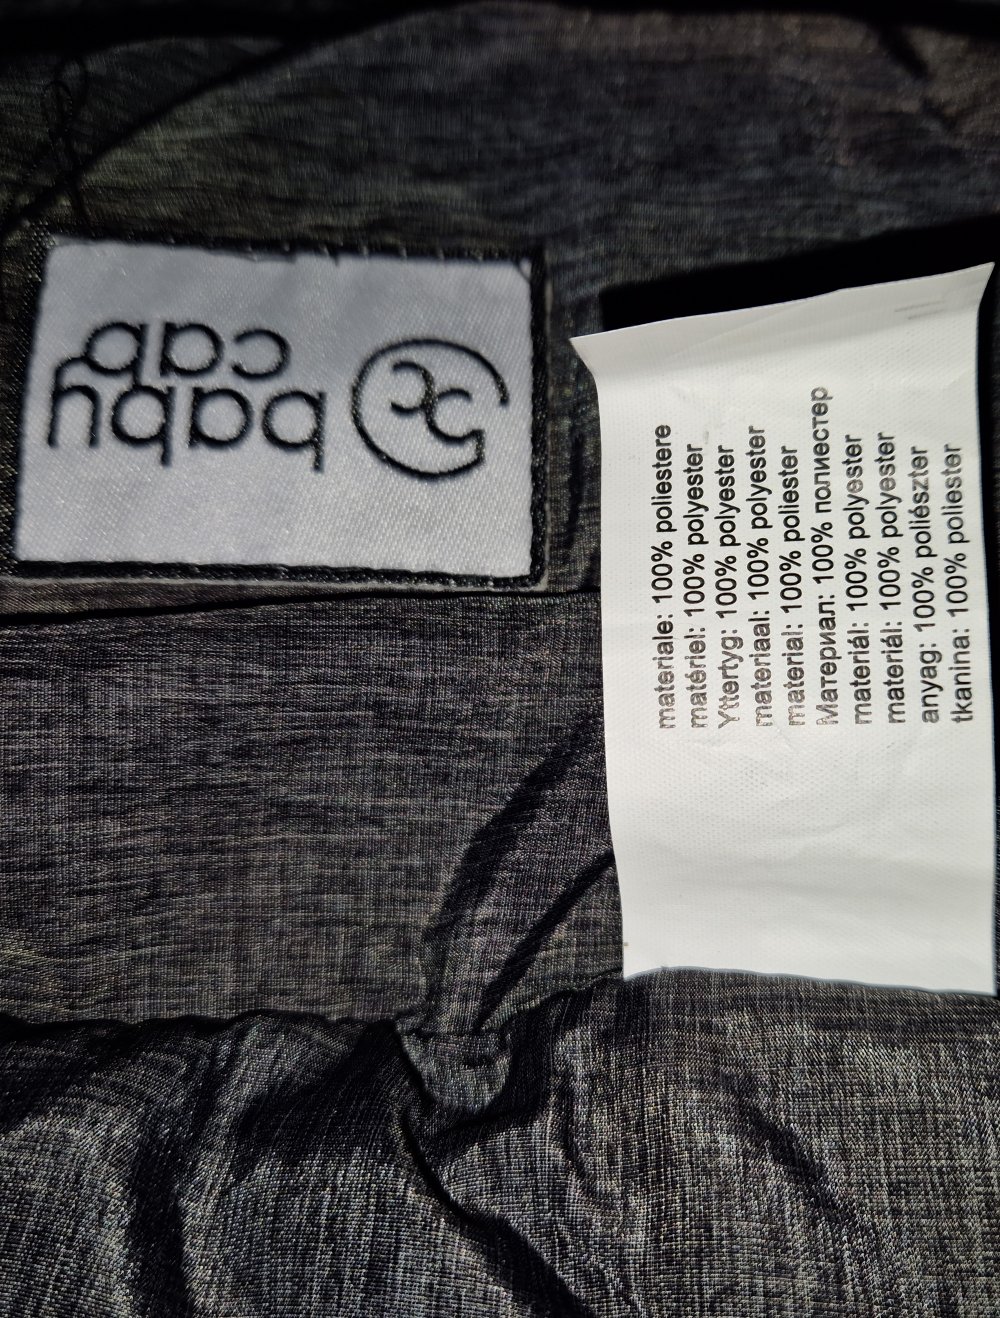 baby
cab
materiale: 100% poliestere
matériel: 100% polyester
Yttertyg: 100% polyester
materiaal: 100% polyester
material: 100% poliester
Материал: 100% полиестер
materiál: 100% polyester
materiál: 100% polyester
anyag: 100% poliészter
tkanina: 100% poliester